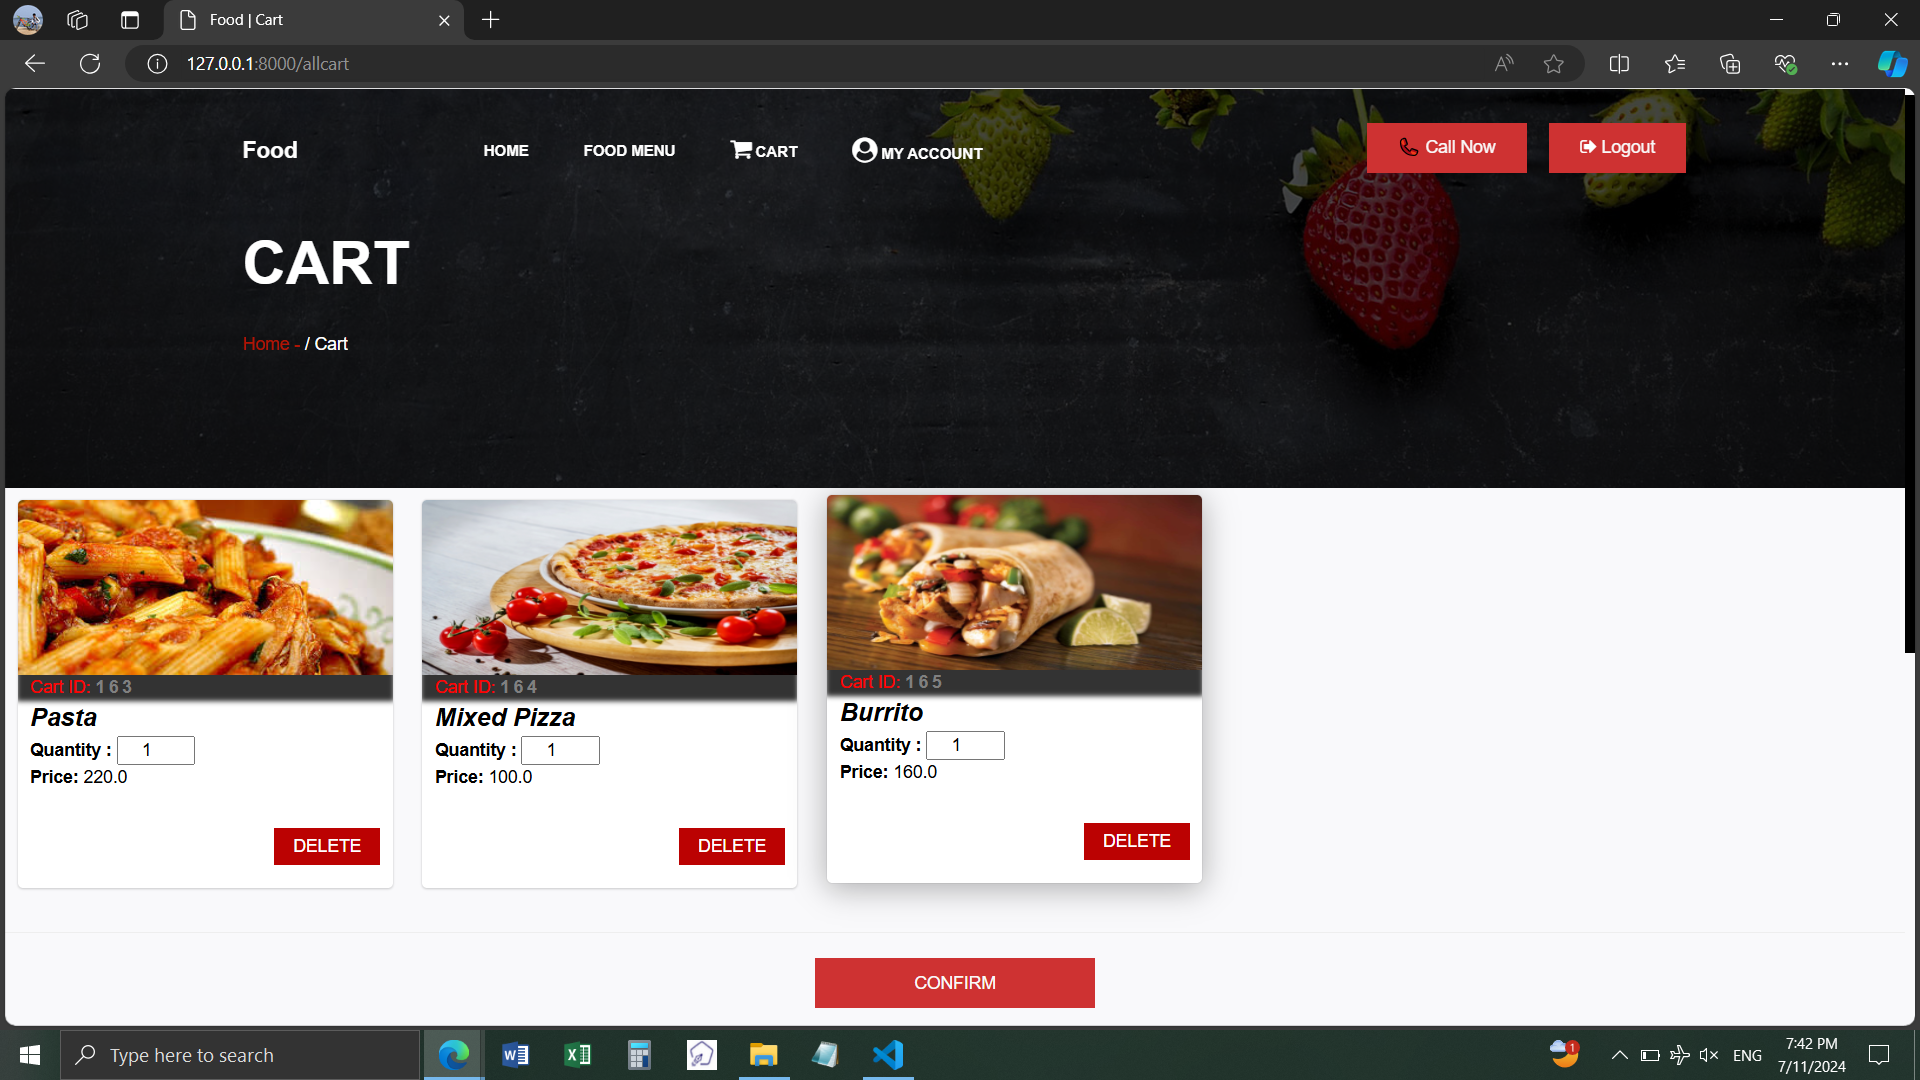 Food | Cart
127.0.0.1:8000/allcart
Food
HOME
FOOD MENU
CART
MY ACCOUNT
Call Now
Logout
CART
Home - / Cart
Cart ID: 163
Pasta
Quantity : 1
Price: 220.0
DELETE
Cart ID: 164
Mixed Pizza
Quantity : 1
Price: 100.0
DELETE
Cart ID: 165
Burrito
Quantity : 1
Price: 160.0
DELETE
CONFIRM
Type here to search
1
ENG
7:42 PM
7/11/2024